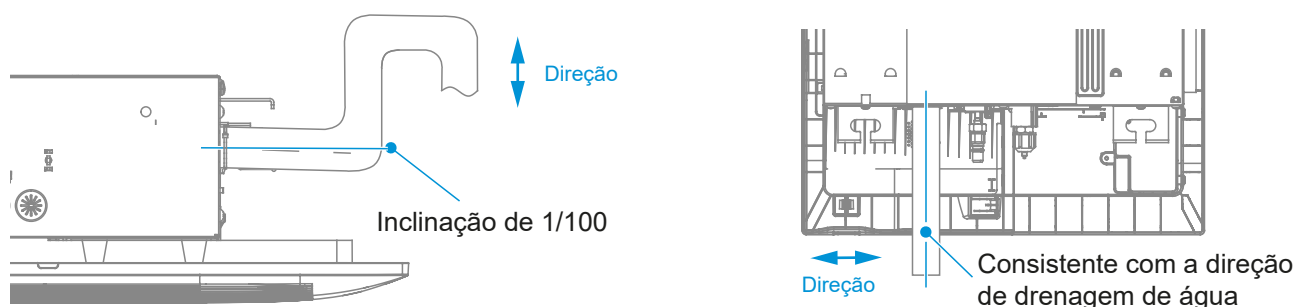 Direção
Inclinação de 1/100
Direção
Consistente com a direção
de drenagem de água